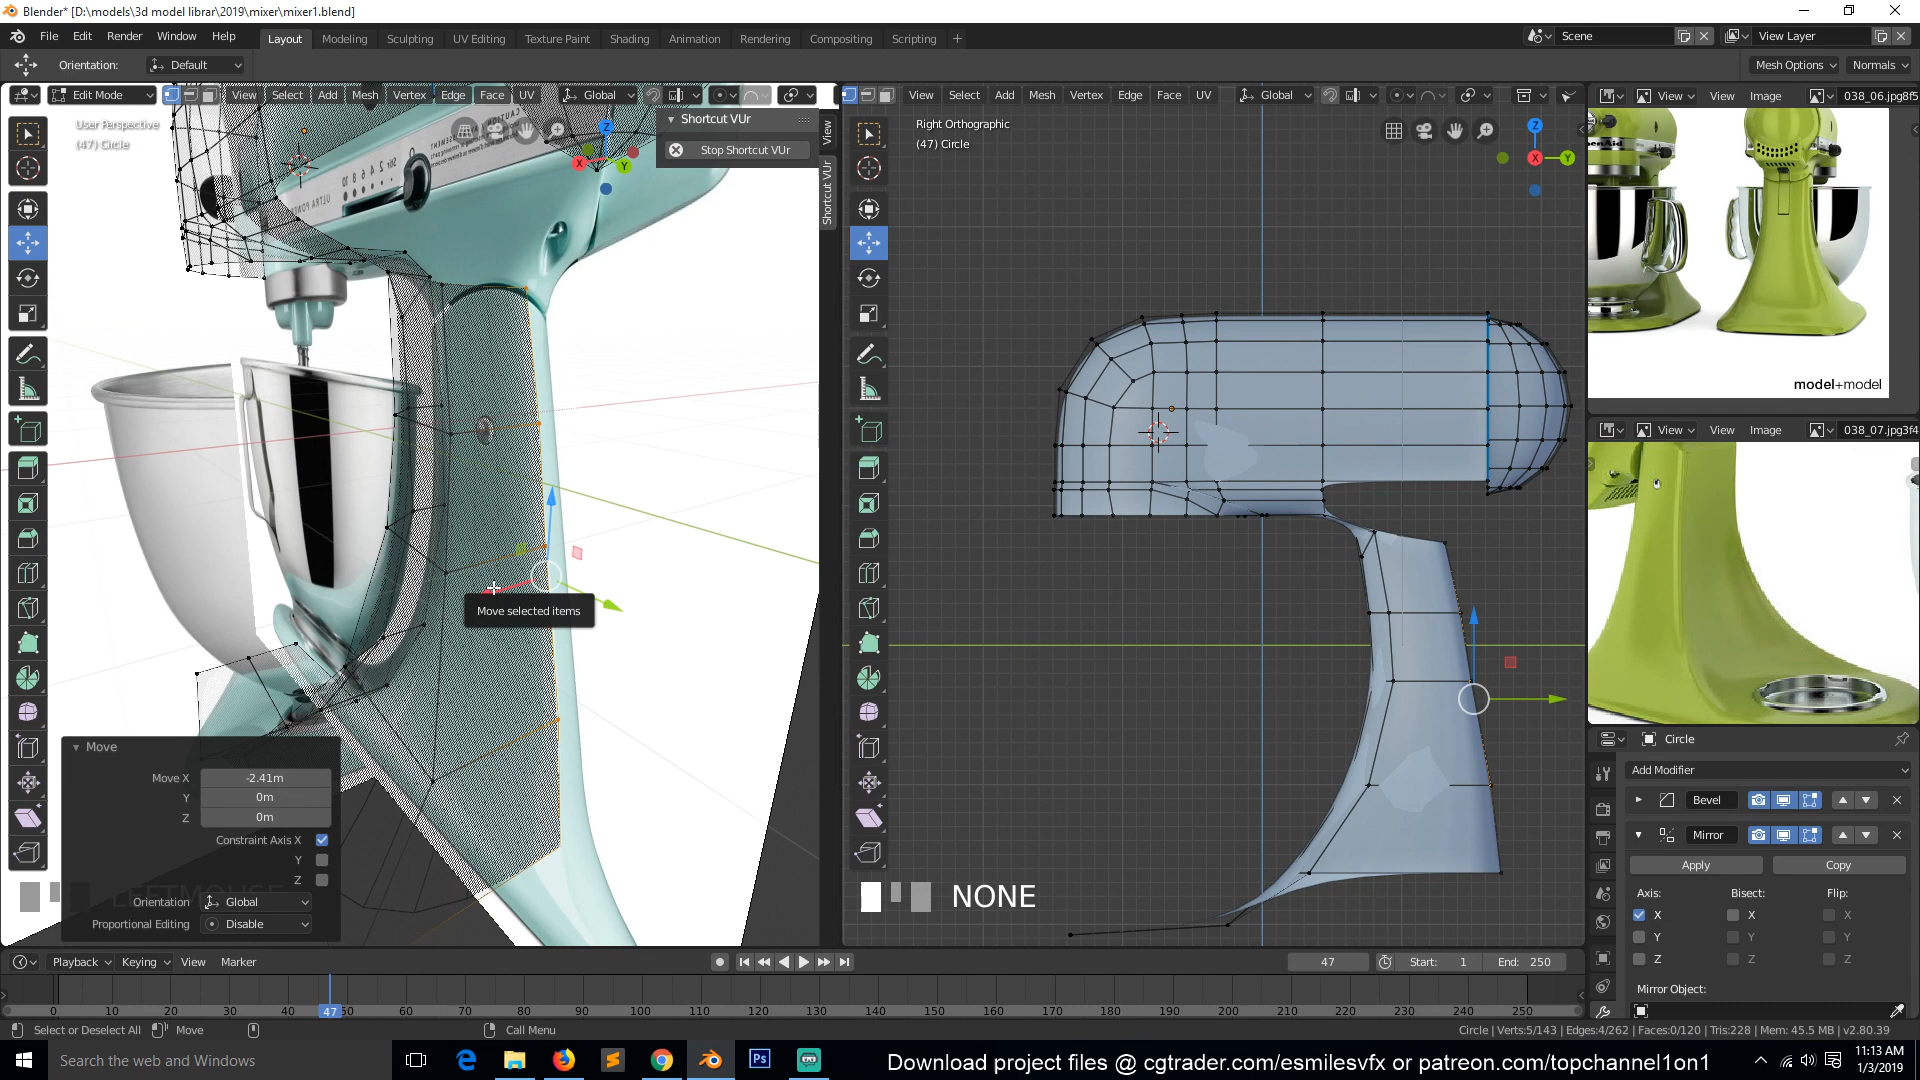 Blender* [D:\models\3d model librar\2019\mixer\mixer1.blend]
File Edit Render Window Help Layout Modeling Sculpting UV Editing Texture Paint Shading Animation Rendering Compositing Scripting Scene View Layer
Orientation: Default Mesh Options Normals
Edit Mode View Select Add Mesh Vertex Edge Face UV Global
View Select Add Mesh Vertex Edge Face UV Global
View View Image 038_06.jpg
User Perspective
(47) Circle
Shortcut VUr
Stop Shortcut VUr
View
Shortcut VUr
Right Orthographic
(47) Circle
ULTRA POWER
model+model
View View Image 038_07.jpg
Move selected items
Move
Move X -2.41m
Y 0m
Z 0m
Constraint Axis X
Y
Z
Orientation Global
Proportional Editing Disable
NONE
Circle
Add Modifier
Bevel
Mirror
Apply Copy
Axis: Bisect: Flip:
X X X
Y Y Y
Z Z Z
Mirror Object:
Playback Keying View Marker 47 Start: 1 End: 250
0 10 20 30 40 47 50 60 70 80 90 100 110 120 130 140 150 160 170 180 190 200 210 220 230 240 250
Select or Deselect All Move Call Menu Circle | Verts:5/143 | Edges:4/262 | Faces:0/120 | Tris:228 | Mem: 45.5 MB | v2.80.39
Search the web and Windows
Download project files @ cgtrader.com/esmilesvfx or patreon.com/topchannel1on1
11:13 AM
1/3/2019